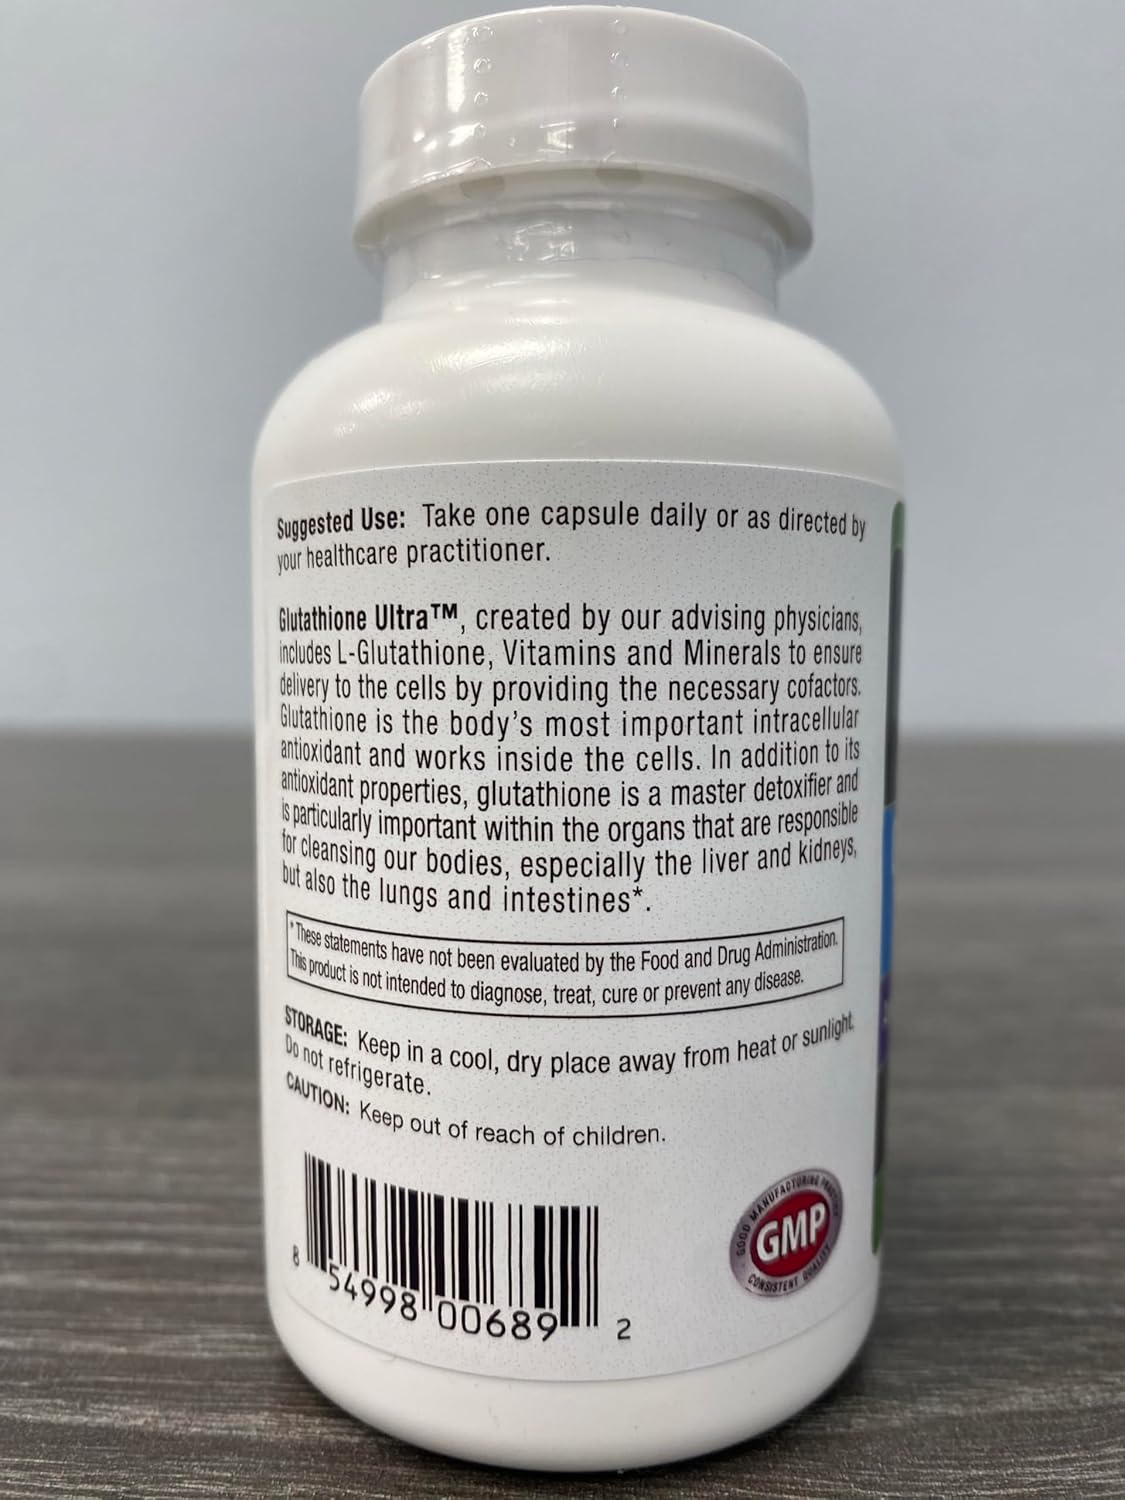 Suggested Use: Take one capsule daily or as directed by
your healthcare practitioner.
Glutathione Ultra™, created by our advising physicians,
includes L-Glutathione, Vitamins and Minerals to ensure
delivery to the cells by providing the necessary cofactors.
Glutathione is the body's most important intracellular
antioxidant and works inside the cells. In addition to its
antioxidant properties, glutathione is a master detoxifier and
is particularly important within the organs that are responsible
for cleansing our bodies, especially the liver and kidneys,
but also the lungs and intestines*.
*These statements have not been evaluated by the Food and Drug Administration.
This product is not intended to diagnose, treat, cure or prevent any disease.
STORAGE: Keep in a cool, dry place away from heat or sunlight.
Do not refrigerate.
CAUTION: Keep out of reach of children.
8 54998 00689 2
GOOD MANUFACTURING PRACTICE
GMP
CONSISTENT QUALITY